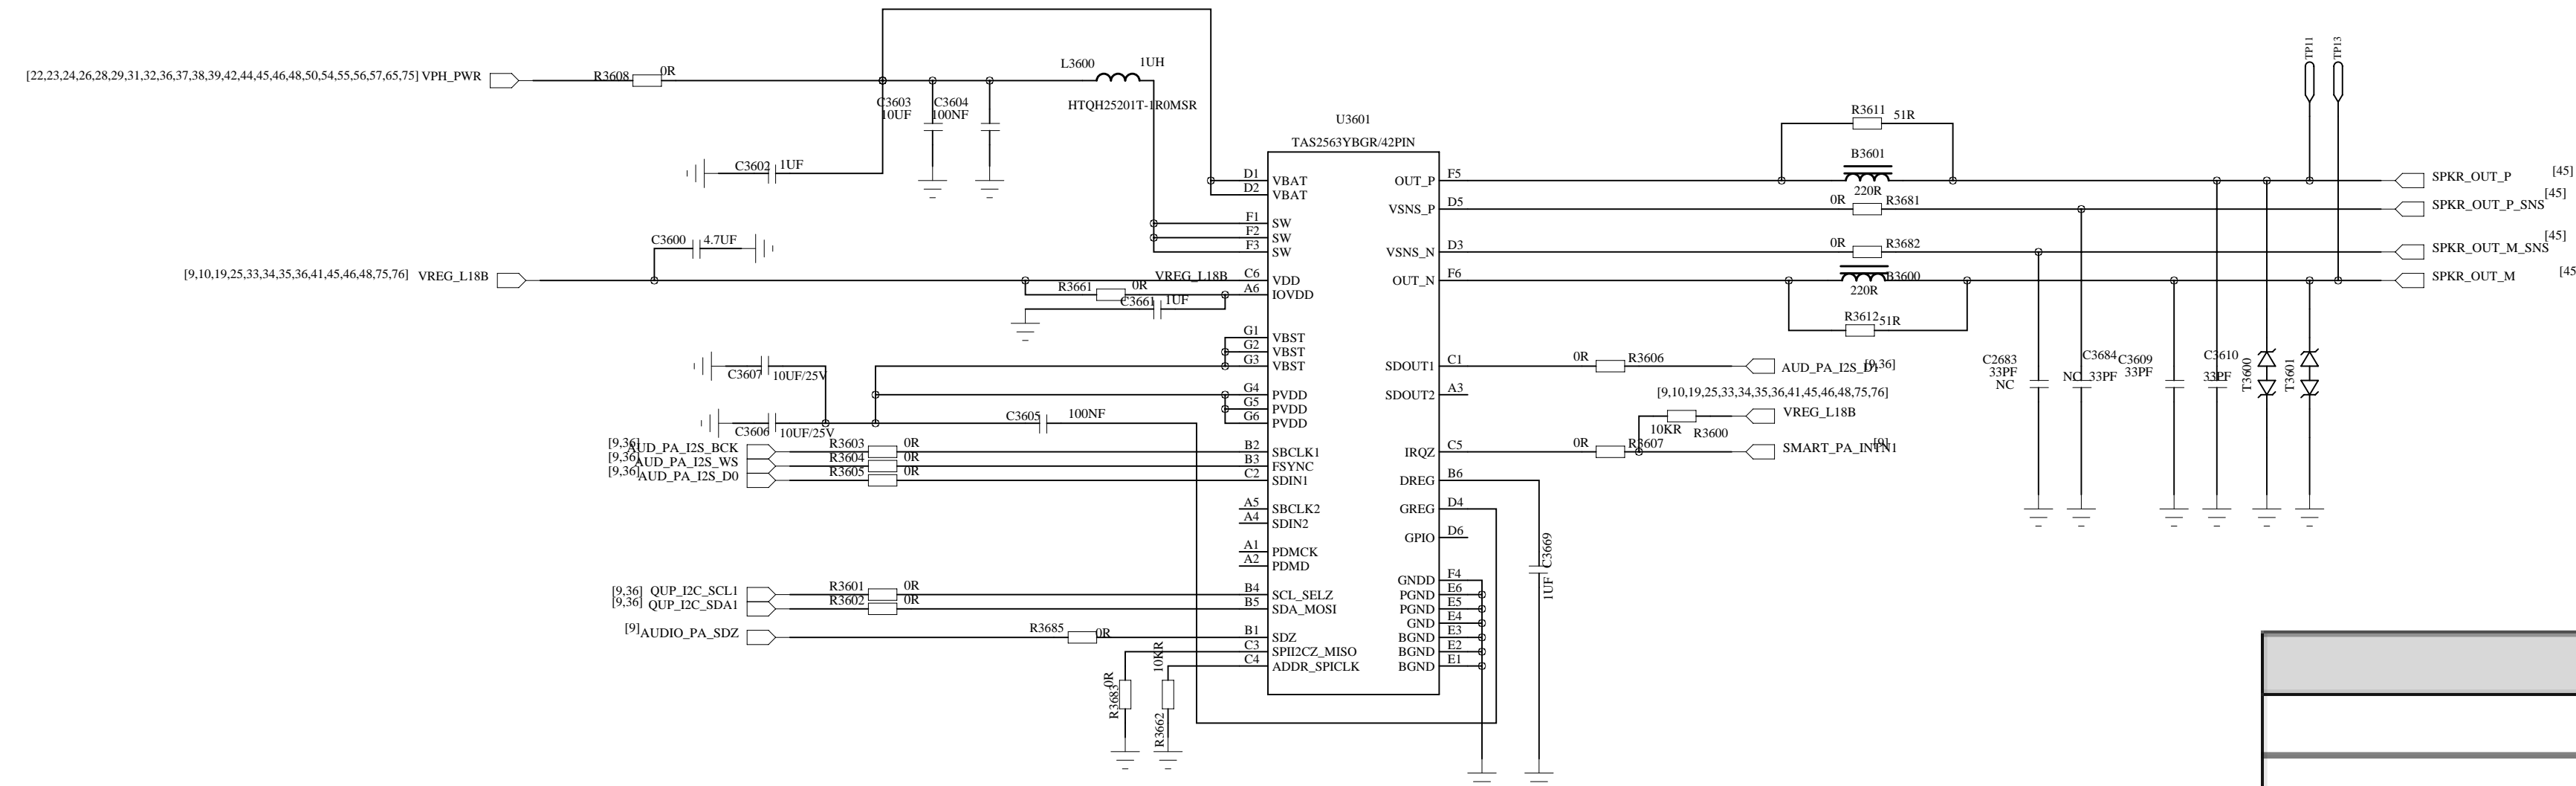 TP11
TP13
[22,23,24,26,28,29,31,32,36,37,38,39,42,44,45,46,48,50,54,55,56,57,65,75] VPH_PWR
R3608
0R
L3600
1UH
HTQH25201T-1R0MSR
C3603
10UF
C3604
100NF
C3602
1UF
U3601
TAS2563YBGR/42PIN
R3611
51R
B3601
220R
D1
VBAT
D2
VBAT
F1
SW
F2
SW
F3
SW
C6
VDD
A6
IOVDD
G1
VBST
G2
VBST
G3
VBST
G4
PVDD
G5
PVDD
G6
PVDD
B2
SBCLK1
B3
FSYNC
C2
SDIN1
A5
SBCLK2
A4
SDIN2
A1
PDMCK
A2
PDMD
B4
SCL_SELZ
B5
SDA_MOSI
B1
SDZ
C3
SPII2CZ_MISO
C4
ADDR_SPICLK
OUT_P
F5
VSNS_P
D5
VSNS_N
D3
OUT_N
F6
SDOUT1
C1
SDOUT2
A3
IRQZ
C5
DREG
B6
GREG
D4
GPIO
D6
GNDD
F4
PGND
E6
PGND
E5
GND
E4
BGND
E3
BGND
E2
BGND
E1
0R
R3681
0R
R3682
B3600
220R
R3612
51R
SPKR_OUT_P
[45]
SPKR_OUT_P_SNS
[45]
SPKR_OUT_M_SNS
[45]
SPKR_OUT_M
[45
C3600
4.7UF
[9,10,19,25,33,34,35,36,41,45,46,48,75,76] VREG_L18B
VREG_L18B
R3661
0R
C3661
1UF
C3607
10UF/25V
C3606
10UF/25V
C3605
100NF
[9,36]
AUD_PA_I2S_BCK
R3603
0R
[9,36]
AUD_PA_I2S_WS
R3604
0R
[9,36]
AUD_PA_I2S_D0
R3605
0R
[9,36] QUP_I2C_SCL1
R3601
0R
[9,36] QUP_I2C_SDA1
R3602
0R
[9] AUDIO_PA_SDZ
R3685
0R
0R
R3683
10KR
R3662
0R
R3606
AUD_PA_I2S_D1
[9,36]
[9,10,19,25,33,34,35,36,41,45,46,48,75,76]
VREG_L18B
10KR
R3600
0R
R3607
SMART_PA_INTN1
[9]
C3669
1UF
C2683
33PF
NC
C3684
NC
33PF
C3609
33PF
C3610
33PF
T3600
T3601